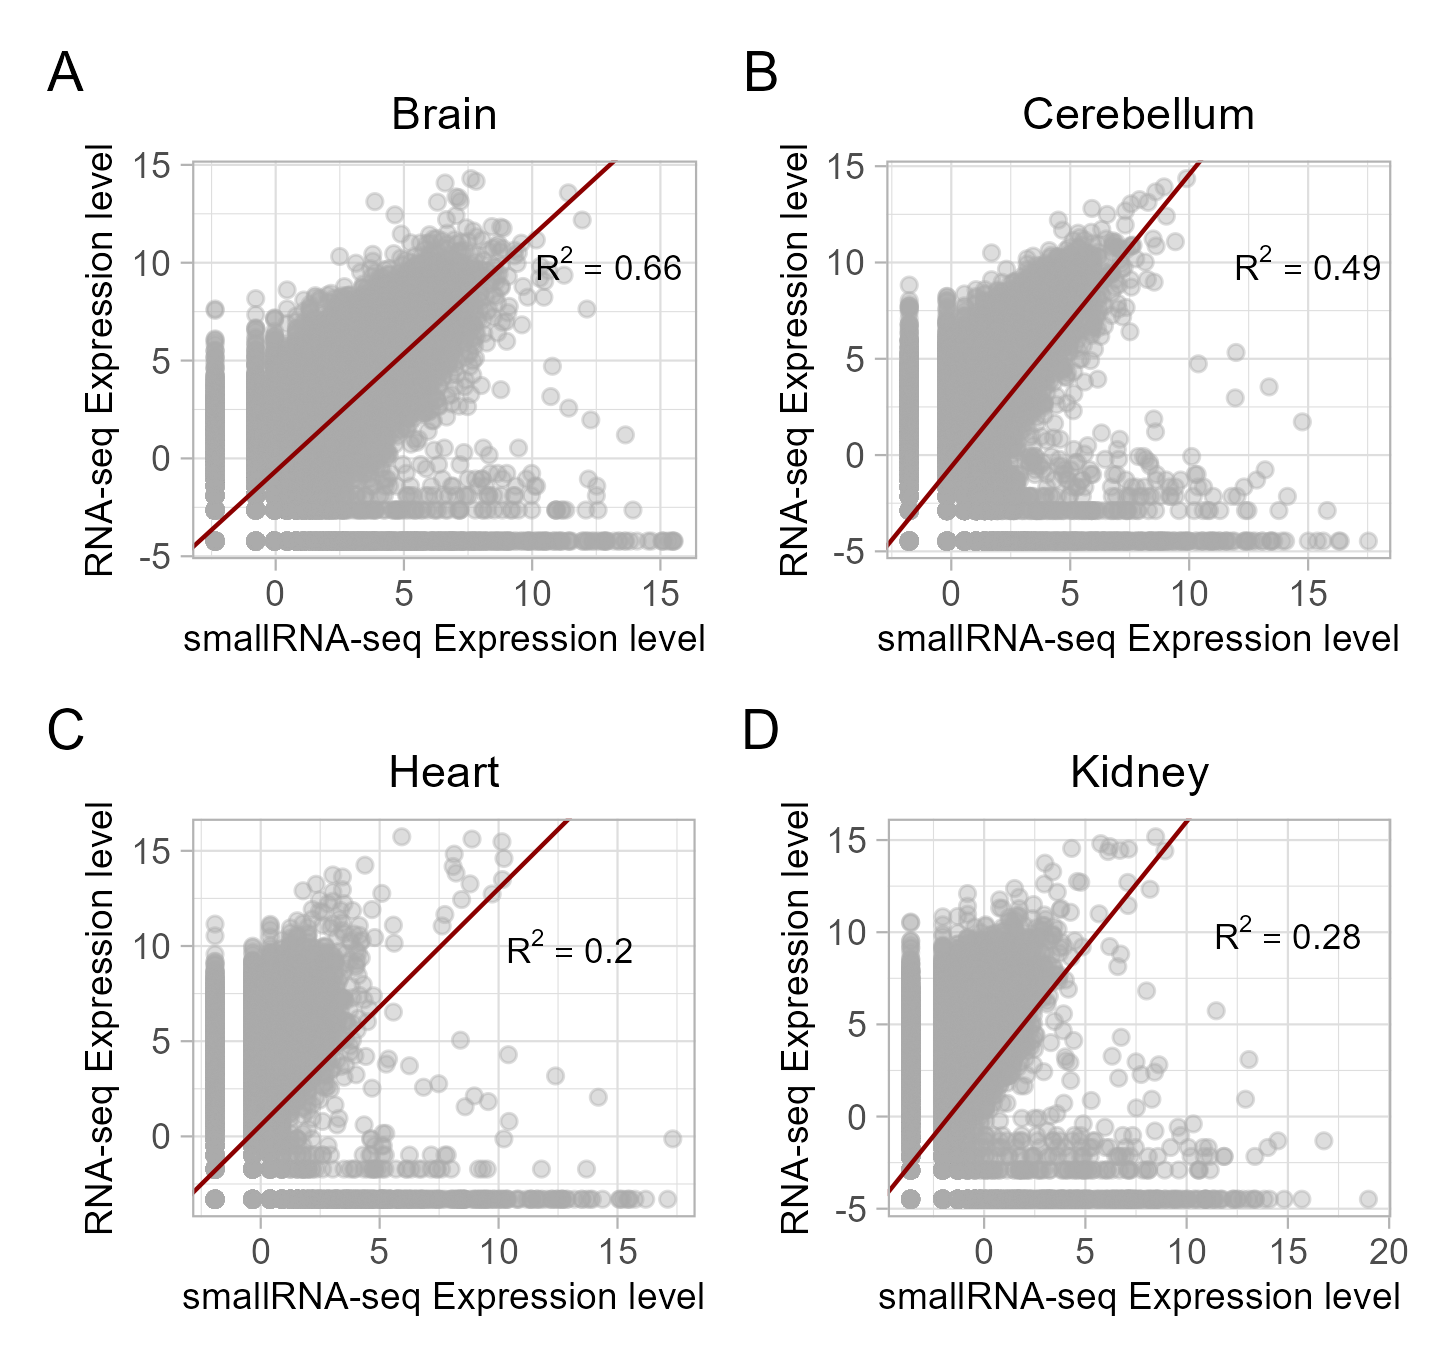 A
Brain
RNA-seq Expression level
15
10
5
0
-5
R² = 0.66
0 5 10 15
smallRNA-seq Expression level
B
Cerebellum
RNA-seq Expression level
15
10
5
0
-5
R² = 0.49
0 5 10 15
smallRNA-seq Expression level
C
Heart
RNA-seq Expression level
15
10
5
0
R² = 0.2
0 5 10 15
smallRNA-seq Expression level
D
Kidney
RNA-seq Expression level
15
10
5
0
-5
R² = 0.28
0 5 10 15 20
smallRNA-seq Expression level